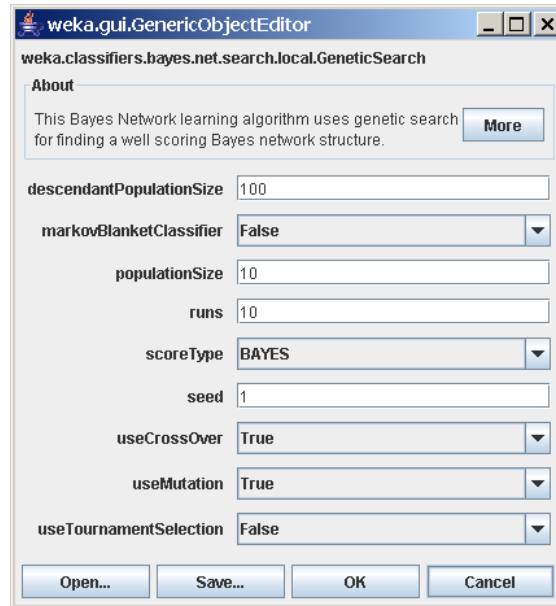 weka.gui.GenericObjectEditor
weka.classifiers.bayes.net.search.local.GeneticSearch
About
This Bayes Network learning algorithm uses genetic search
for finding a well scoring Bayes network structure.
More
descendantPopulationSize 100
markovBlanketClassifier False
populationSize 10
runs 10
scoreType BAYES
seed 1
useCrossOver True
useMutation True
useTournamentSelection False
Open... Save... OK Cancel